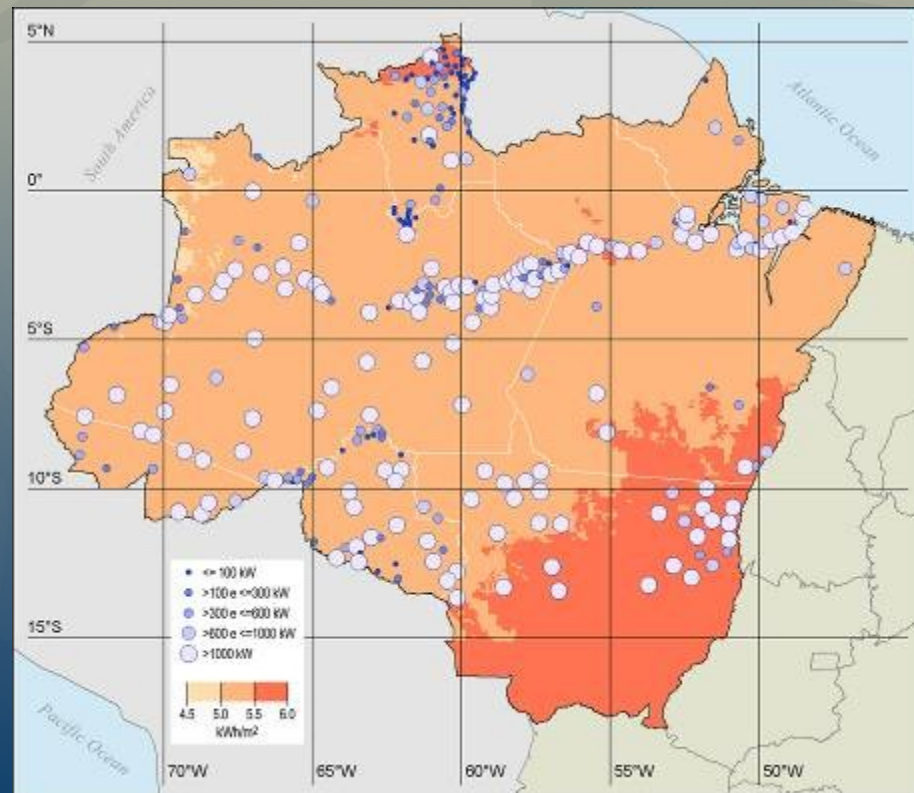 5°N
South America
Atlantic Ocean
0°
5°S
10°S
<= 100 kW
>100 e <=300 kW
>300 e <=600 kW
>600 e <=1000 kW
>1000 kW
15°S
4.5 5.0 5.5 6.0
kWh/m²
Pacific Ocean
70°W 65°W 60°W 55°W 50°W